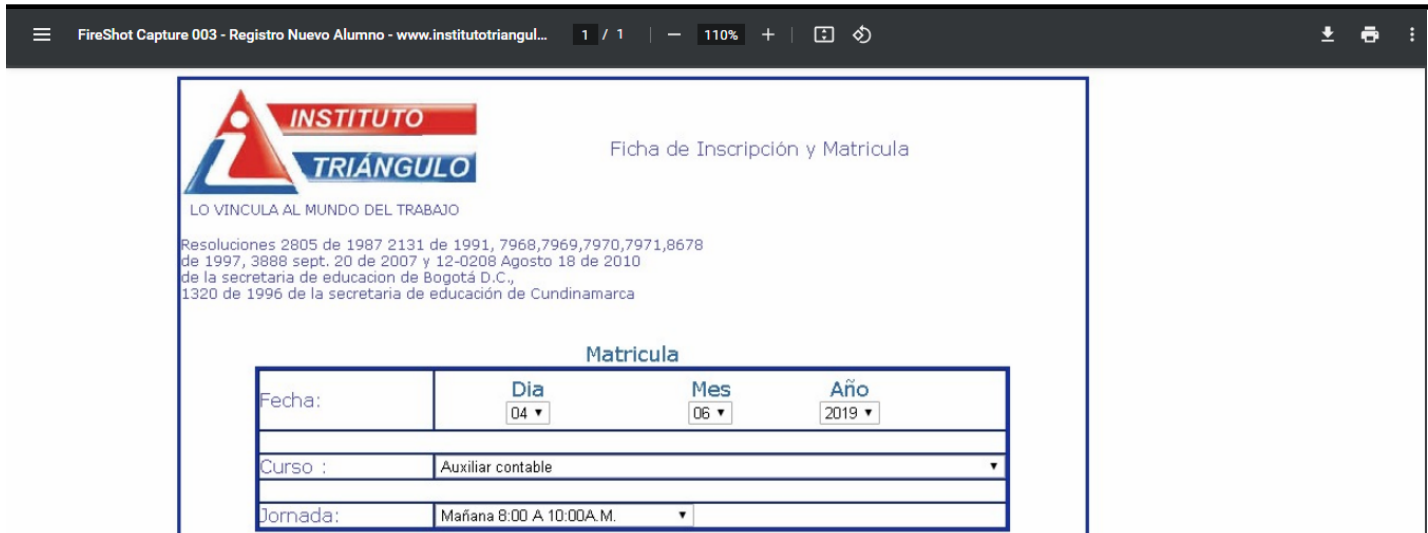 FireShot Capture 003 - Registro Nuevo Alumno - www.institutotriangul... 1 / 1 110%
INSTITUTO
TRIÁNGULO
Ficha de Inscripción y Matricula
LO VINCULA AL MUNDO DEL TRABAJO
Resoluciones 2805 de 1987 2131 de 1991, 7968,7969,7970,7971,8678
de 1997, 3888 sept. 20 de 2007 y 12-0208 Agosto 18 de 2010
de la secretaria de educacion de Bogotá D.C.,
1320 de 1996 de la secretaria de educación de Cundinamarca
Matricula
Fecha: Dia Mes Año
04 06 2019
Curso : Auxiliar contable
Jornada: Mañana 8:00 A 10:00A.M.